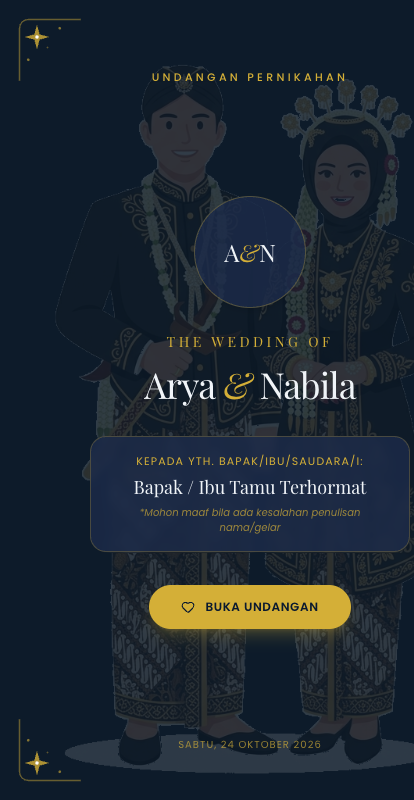 UNDANGAN PERNIKAHAN
A&N
THE WEDDING OF
Arya & Nabila
KEPADA YTH. BAPAK/IBU/SAUDARA/I:
Bapak / Ibu Tamu Terhormat
*Mohon maaf bila ada kesalahan penulisan
nama/gelar
BUKA UNDANGAN
SABTU, 24 OKTOBER 2026